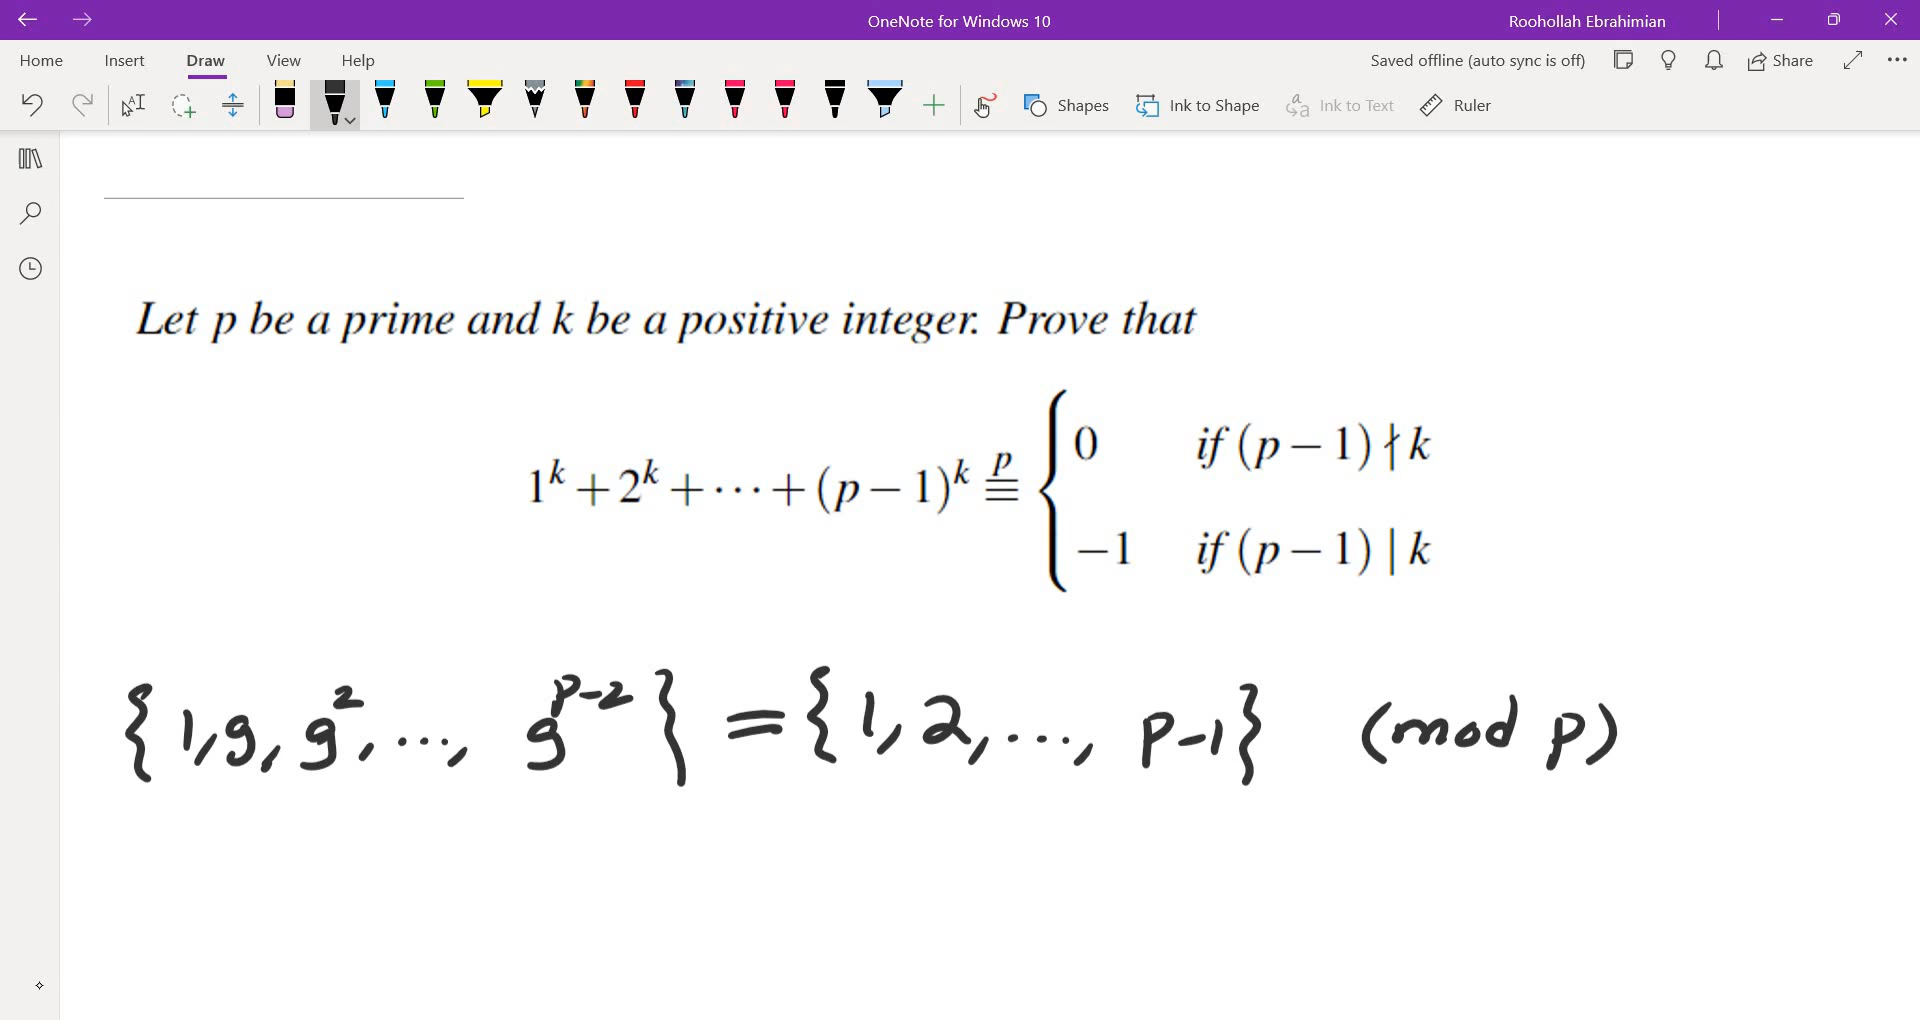 OneNote for Windows 10
Roohollah Ebrahimian
Home Insert Draw View Help
Saved offline (auto sync is off)
Share
Shapes
Ink to Shape
Ink to Text
Ruler
Let p be a prime and k be a positive integer. Prove that
1^k + 2^k + ⋯ + (p − 1)^k ≡^p { 0 if (p − 1) ∤ k
−1 if (p − 1) | k
{1, g, g^2, ..., g^{p-2}} = {1, 2, ..., p-1} (mod p)